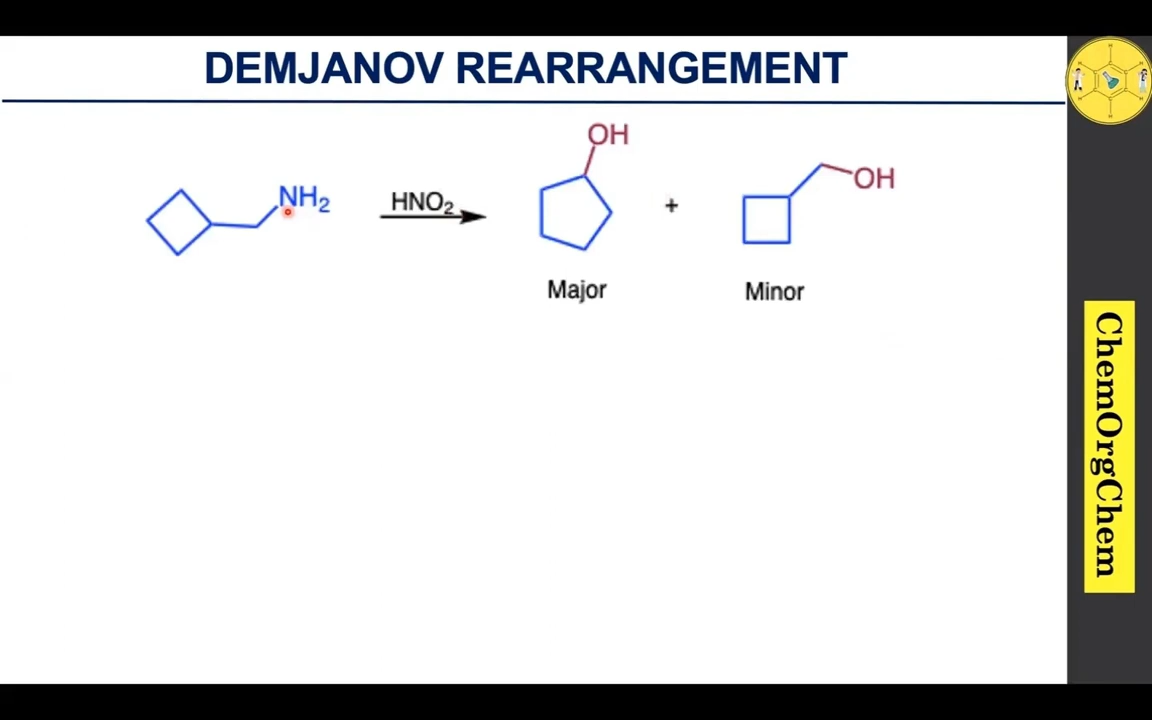 DEMJANOV REARRANGEMENT
NH₂
HNO₂
OH
+
OH
Major
Minor
ChemOrgChem